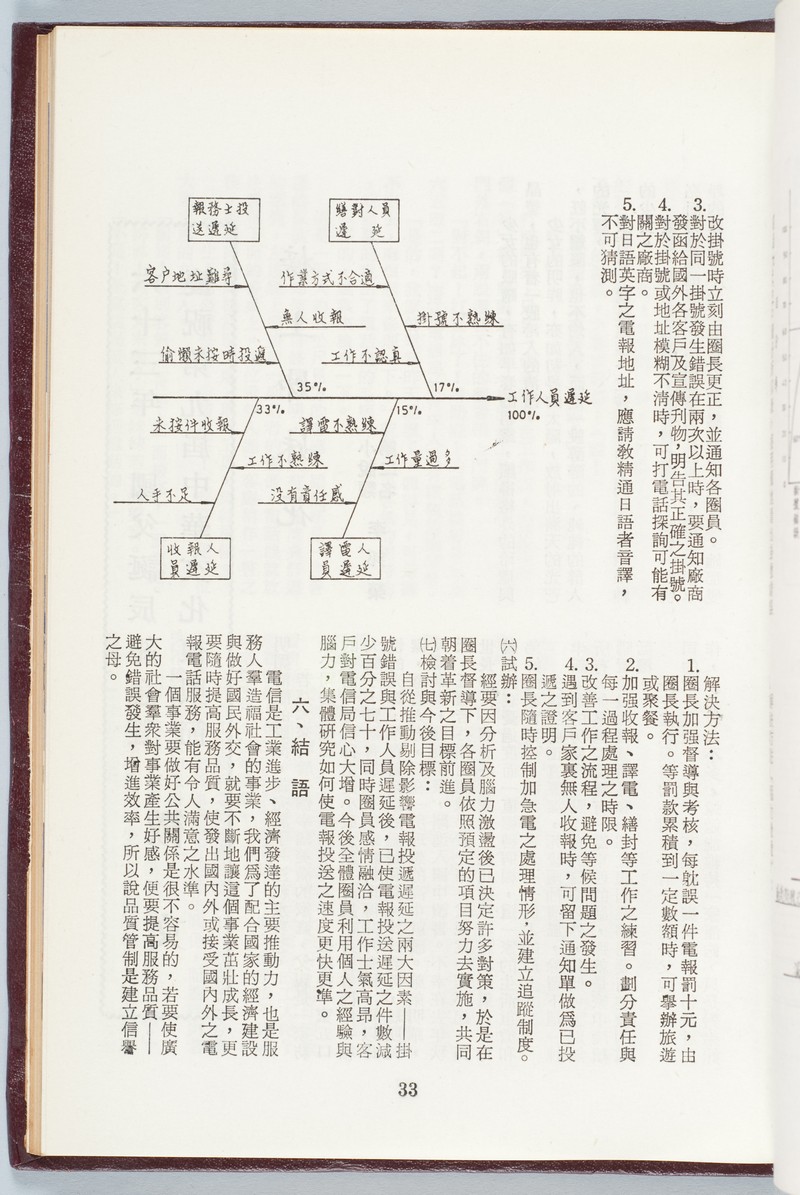 3.改掛號時立刻由圈長更正，並通知各圈員。
對於同一掛號發生錯誤在兩次以上時，要通知廠商
發函給國外各客戶及宣傳刋物，明告其正確之掛號。
4.對於掛號或地址模糊不清時，可打電話探詢可能有
關之廠商。
5.對日語英字之電報地址，應請教精通日語者音譯，
不可猜測。
報務士投
送遲延
繕對人員
遲延
客户地址難尋
無人收報
偷懶未按時投遞
35%
作業方式不合適
掛號不熟練
工作不認真
17%
工作人員遲延
100%
33%
未按件收報
工作不熟練
人手不足
收報人
員遲延
15%
譯電不熟練
工作量過多
没有責任感
譯電人
員遲延
解決方法：
1.圈長加强督導與考核，每躭誤一件電報罰十元，由
圈長執行。等罰款累積到一定數額時，可擧辦旅遊
或聚餐。
2.加强收報、譯電、繕封等工作之練習。劃分責任與
每一過程處理之時限。
3.改善工作之流程，避免等候問題之發生。
4.遇到客戶家裏無人收報時，可留下通知單做爲已投
遞之證明。
5.圈長隨時控制加急電之處理情形，並建立追蹤制度。
㈥試辦：
經要因分析及腦力激盪後已決定許多對策，於是在
圈長督導下，各圈員依照預定的項目努力去實施，共同
朝着革新之目標前進。
㈦檢討與今後目標：
自從推動剔除影響電報投遞遲延之兩大因素——掛
號錯誤與工作人員遲延後，已使電報投送遲延之件數減
少百分之七十，同時圈員感情融洽，工作士氣高昂，客
戶對電信局信心大增。今後全體圈員利用個人之經驗與
腦力，集體研究如何使電報投送之速度更快更準。
六、結語
電信是工業進步、經濟發達的主要推動力，也是服
務人羣造福社會的事業，我們爲了配合國家的經濟建設
與做好國民外交，就要不斷地讓這個事業茁壯成長，更
要隨時提高服務品質，使發出國內外或接受國內外之電
報電話服務，能有令人滿意之水準。
一個事業要做好公共關係是很不容易的，若要使廣
大的社會羣衆對事業產生好感，便要提高服務品質——
避免錯誤發生，增進效率，所以說品質管制是建立信譽
之母。
33